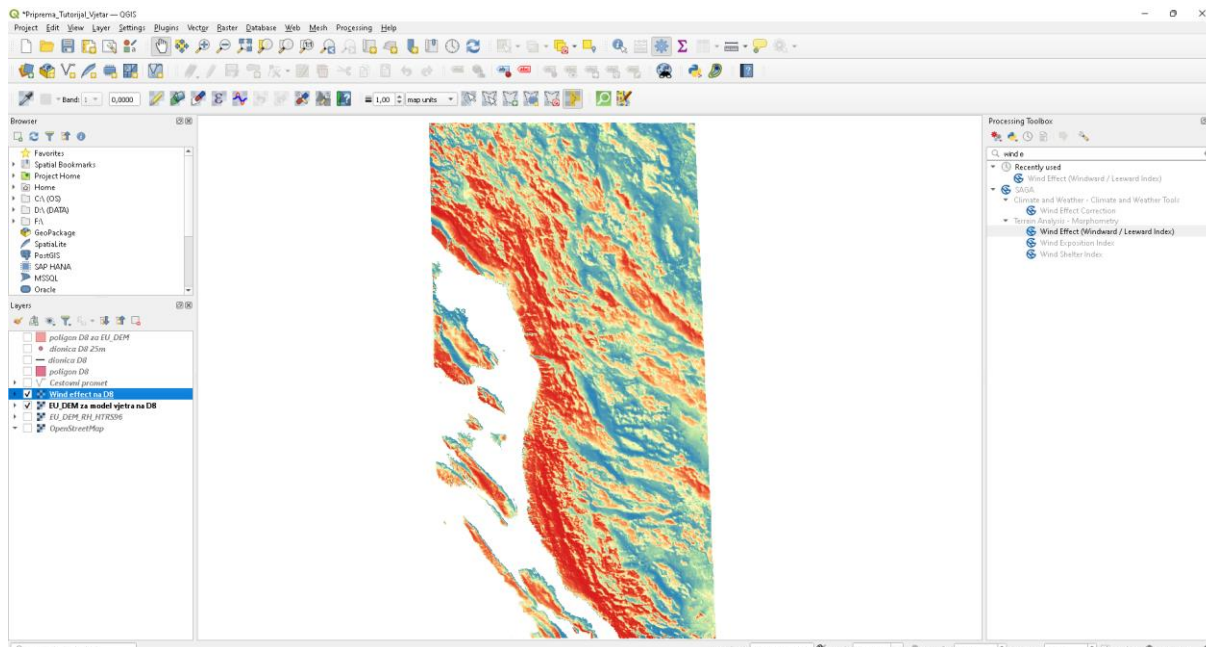 *Priprema_Tutorijal_Vjetar — QGIS
Project Edit View Layer Settings Plugins Vector Raster Database Web Mesh Processing Help
Band: 1 0,0000 1,00 map units
Browser
Favorites
Spatial Bookmarks
Project Home
Home
C:\ (OS)
D:\ (DATA)
F:\
GeoPackage
SpatiaLite
PostGIS
SAP HANA
MSSQL
Oracle
Layers
poligon D8 za EU_DEM
dionica D8 25m
dionica D8
poligon D8
Cestovni promet
Wind effect na D8
EU_DEM za model vjetra na D8
EU_DEM_RH_HTRS96
OpenStreetMap
Processing Toolbox
wind e
Recently used
Wind Effect (Windward / Leeward Index)
SAGA
Climate and Weather - Climate and Weather Tools
Wind Effect Correction
Terrain Analysis - Morphometry
Wind Effect (Windward / Leeward Index)
Wind Exposition Index
Wind Shelter Index